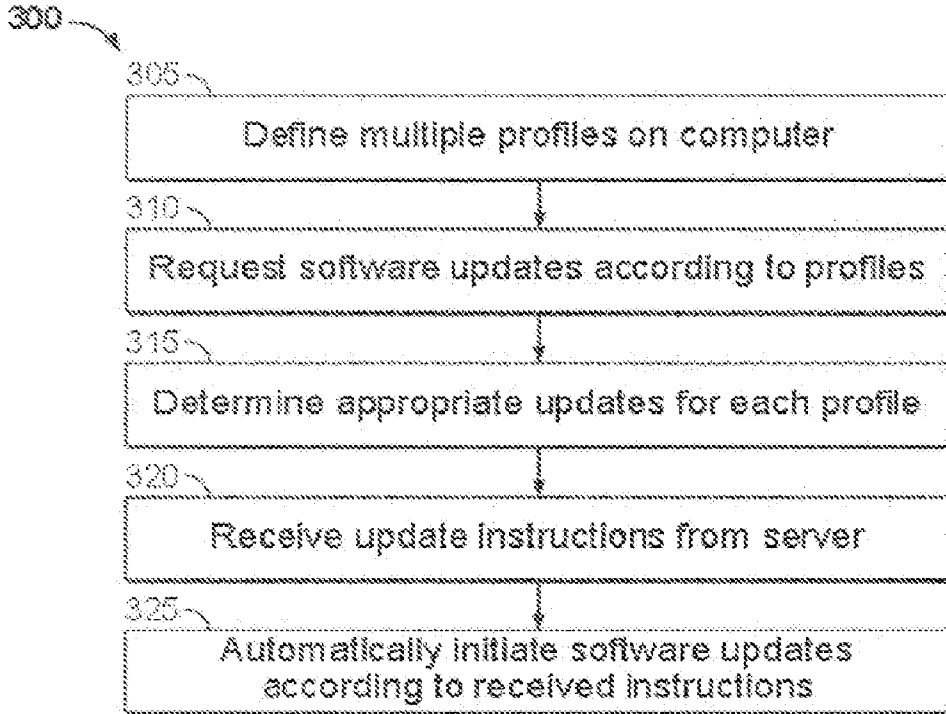 300
305
Define multiple profiles on computer
310
Request software updates according to profiles
315
Determine appropriate updates for each profile
320
Receive update instructions from server
325
Automatically initiate software updates
according to received instructions